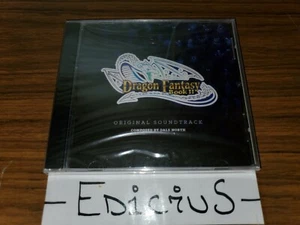 Dragon Fantasy
Book II
ORIGINAL SOUNDTRACK
COMPOSED BY DALE NORTH
- EDiCiuS -